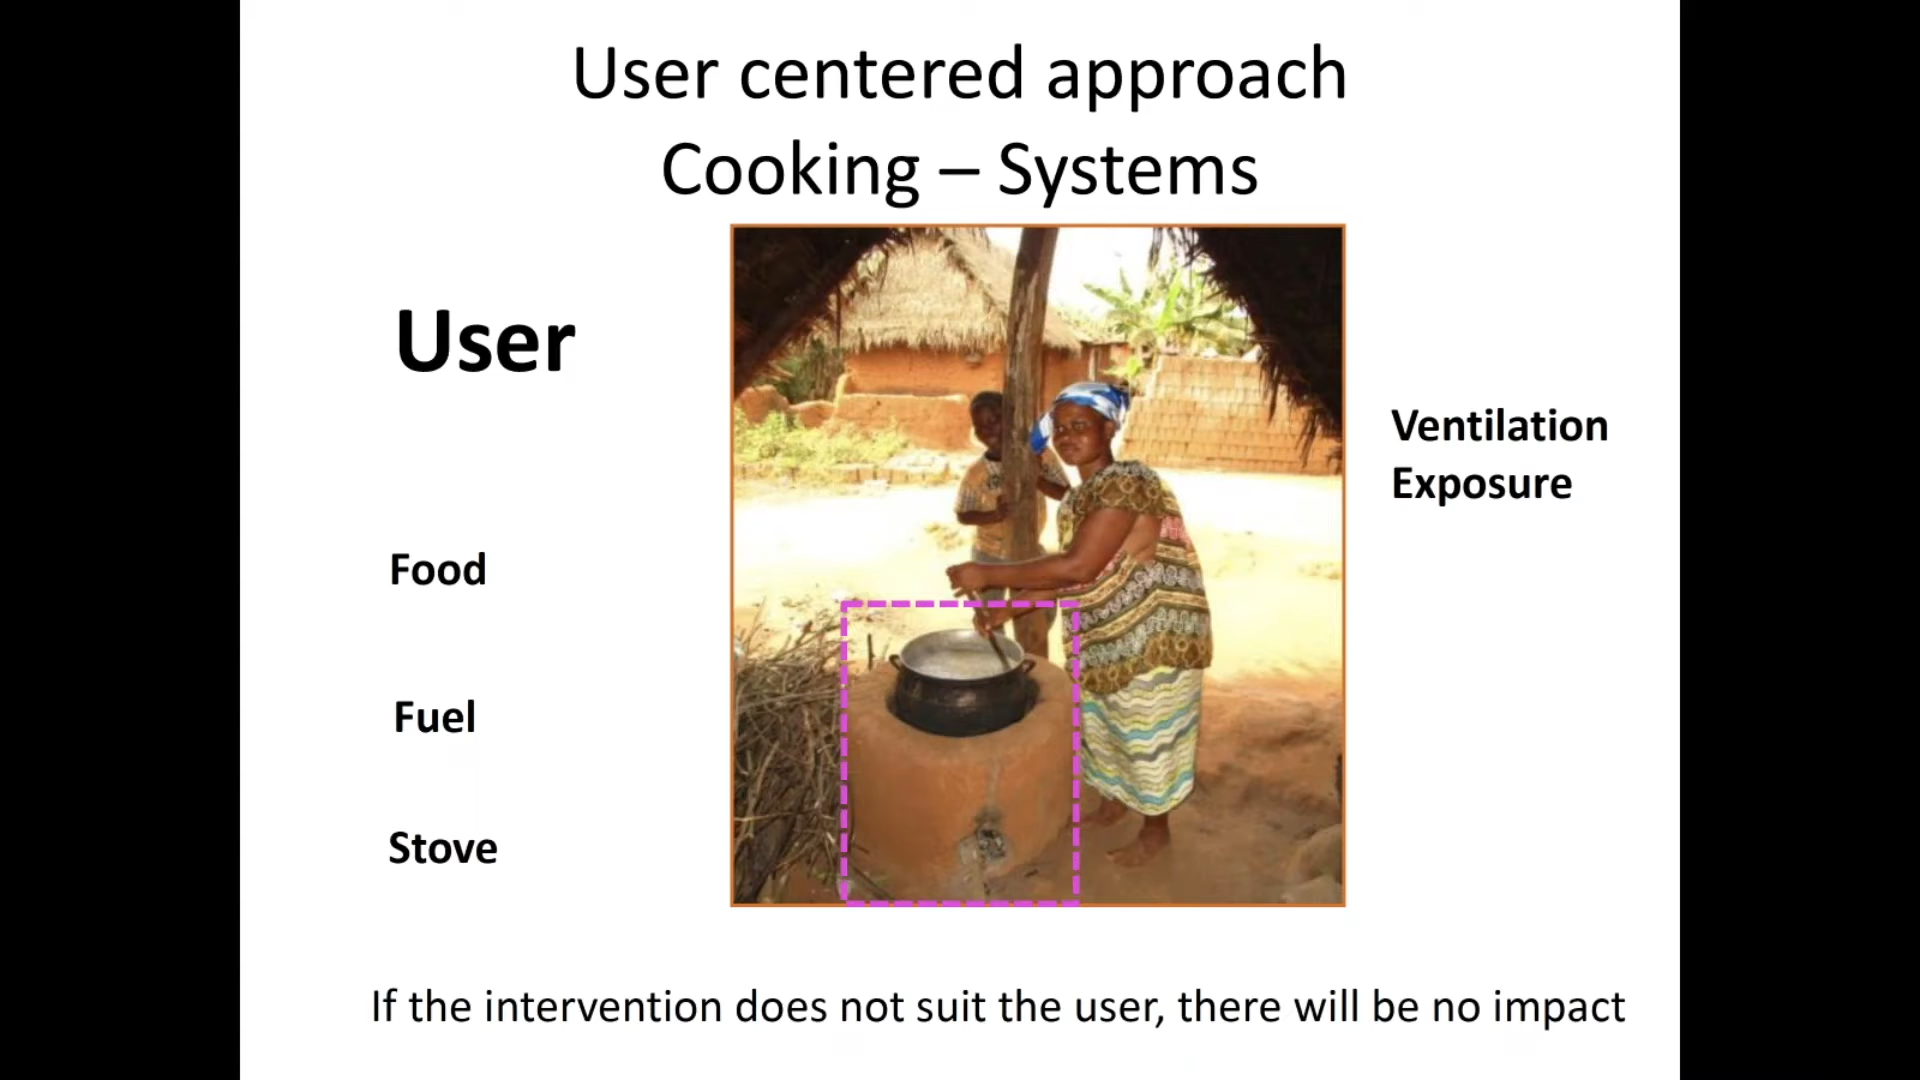 User centered approach
Cooking – Systems
User
Ventilation
Exposure
Food
Fuel
Stove
If the intervention does not suit the user, there will be no impact